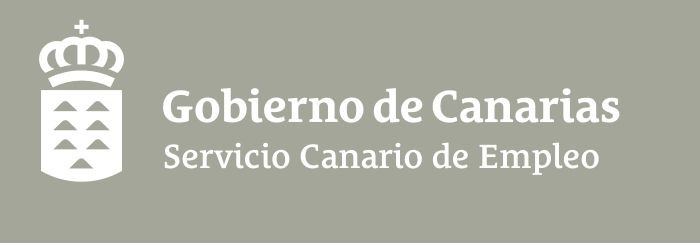 Gobierno de Canarias
Servicio Canario de Empleo